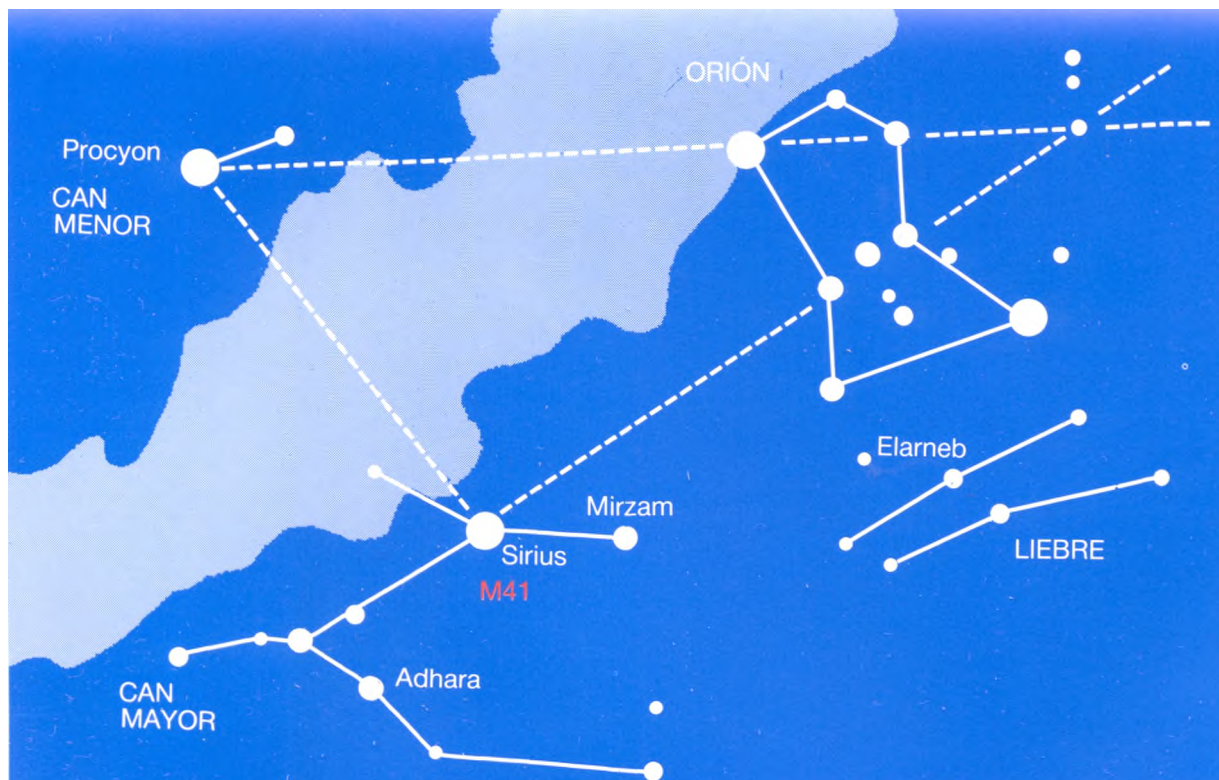 ORIÓN
Procyon
CAN
MENOR
Elarneb
Mirzam
Sirius
LIEBRE
M41
Adhara
CAN
MAYOR